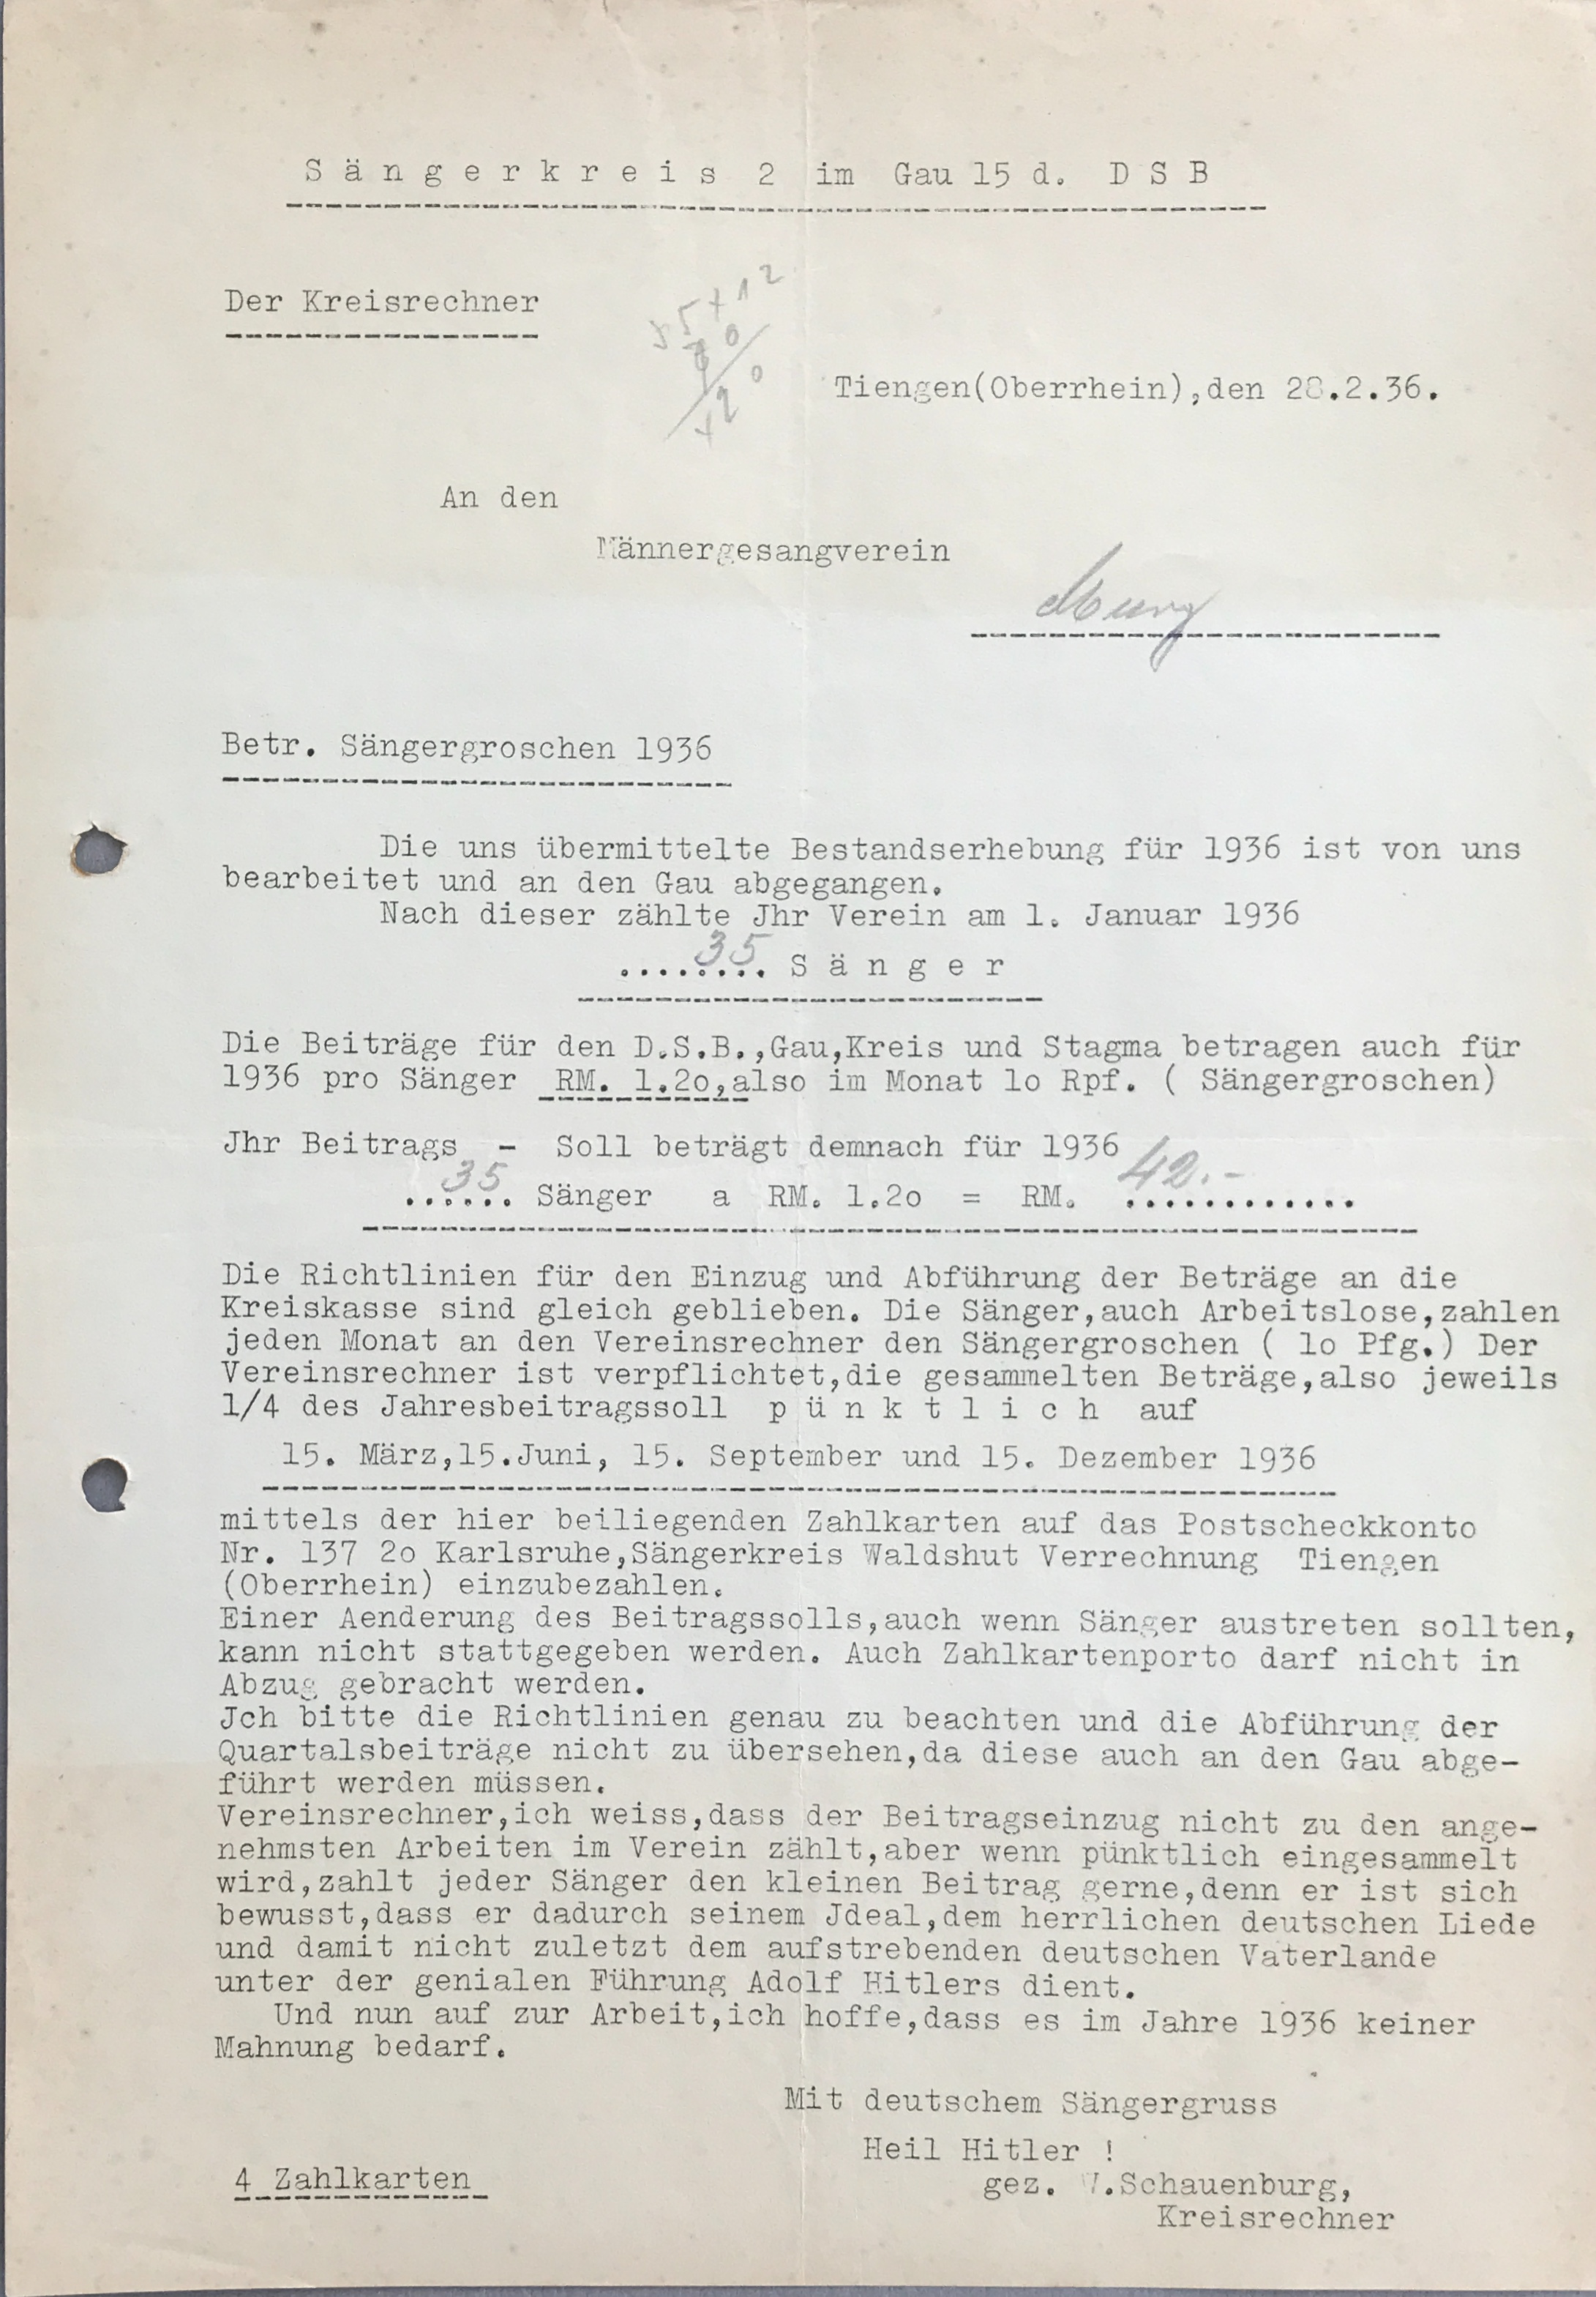 Sängerkreis 2 im Gau 15 d. DSB
Der Kreisrechner
35 x 12
70
420
Tiengen(Oberrhein),den 28.2.36.
An den
Männergesangverein
Murg
Betr. Sängergroschen 1936
Die uns übermittelte Bestandserhebung für 1936 ist von uns
bearbeitet und an den Gau abgegangen.
Nach dieser zählte Jhr Verein am 1. Januar 1936
....35.... Sänger
Die Beiträge für den D.S.B.,Gau,Kreis und Stagma betragen auch für
1936 pro Sänger RM. 1.2o,also im Monat 1o Rpf. ( Sängergroschen)
Jhr Beitrags - Soll beträgt demnach für 1936
..35.. Sänger a RM. 1.2o = RM. 42.- ............
Die Richtlinien für den Einzug und Abführung der Beträge an die
Kreiskasse sind gleich geblieben. Die Sänger,auch Arbeitslose,zahlen
jeden Monat an den Vereinsrechner den Sängergroschen ( 1o Pfg.) Der
Vereinsrechner ist verpflichtet,die gesammelten Beträge,also jeweils
1/4 des Jahresbeitragssoll pünktlich auf
15. März,15.Juni, 15. September und 15. Dezember 1936
mittels der hier beiliegenden Zahlkarten auf das Postscheckkonto
Nr. 137 2o Karlsruhe,Sängerkreis Waldshut Verrechnung Tiengen
(Oberrhein) einzubezahlen.
Einer Aenderung des Beitragssolls,auch wenn Sänger austreten sollten,
kann nicht stattgegeben werden. Auch Zahlkartenporto darf nicht in
Abzug gebracht werden.
Jch bitte die Richtlinien genau zu beachten und die Abführung der
Quartalsbeiträge nicht zu übersehen,da diese auch an den Gau abge-
führt werden müssen.
Vereinsrechner,ich weiss,dass der Beitragseinzug nicht zu den ange-
nehmsten Arbeiten im Verein zählt,aber wenn pünktlich eingesammelt
wird,zahlt jeder Sänger den kleinen Beitrag gerne,denn er ist sich
bewusst,dass er dadurch seinem Jdeal,dem herrlichen deutschen Liede
und damit nicht zuletzt dem aufstrebenden deutschen Vaterlande
unter der genialen Führung Adolf Hitlers dient.
Und nun auf zur Arbeit,ich hoffe,dass es im Jahre 1936 keiner
Mahnung bedarf.
Mit deutschem Sängergruss
Heil Hitler !
4 Zahlkarten
gez. W.Schauenburg,
Kreisrechner